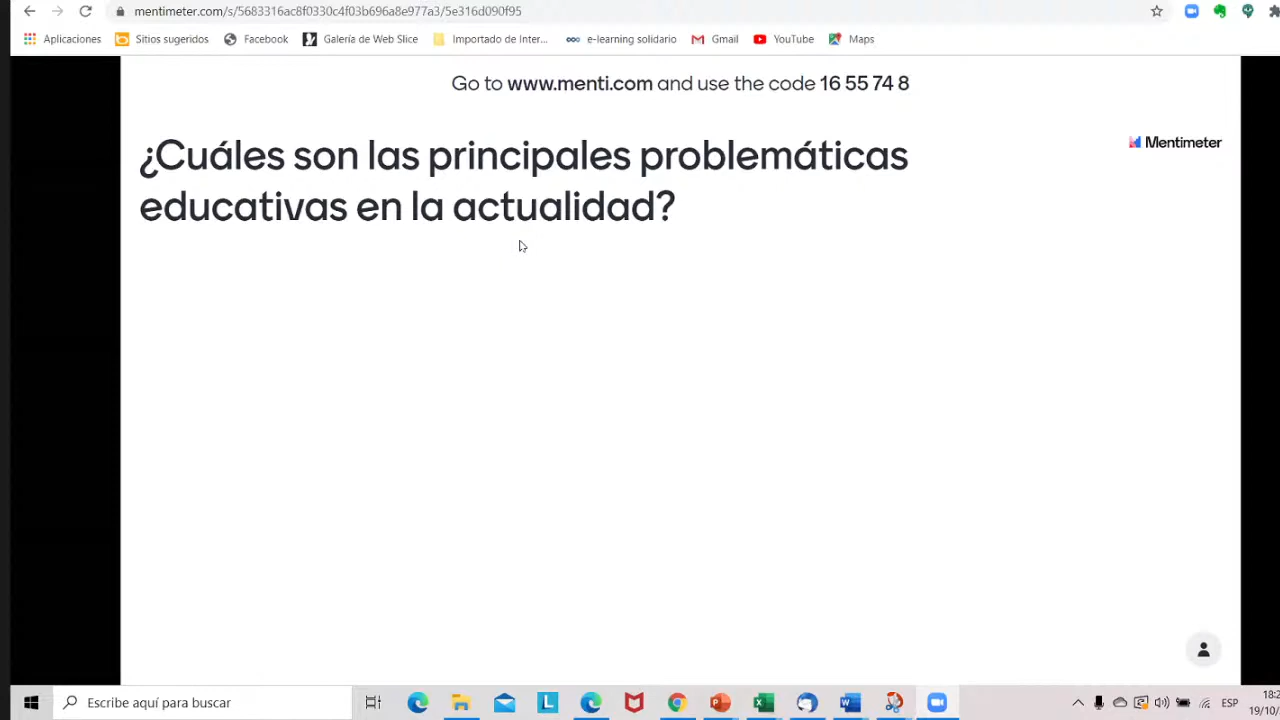 mentimeter.com/s/5683316ac8f0330c4f03b696a8e977a3/5e316d090f95
Aplicaciones Sitios sugeridos Facebook Galería de Web Slice Importado de Inter... e-learning solidario Gmail YouTube Maps
Go to www.menti.com and use the code 16 55 74 8
¿Cuáles son las principales problemáticas
educativas en la actualidad?
Mentimeter
Escribe aquí para buscar
ESP